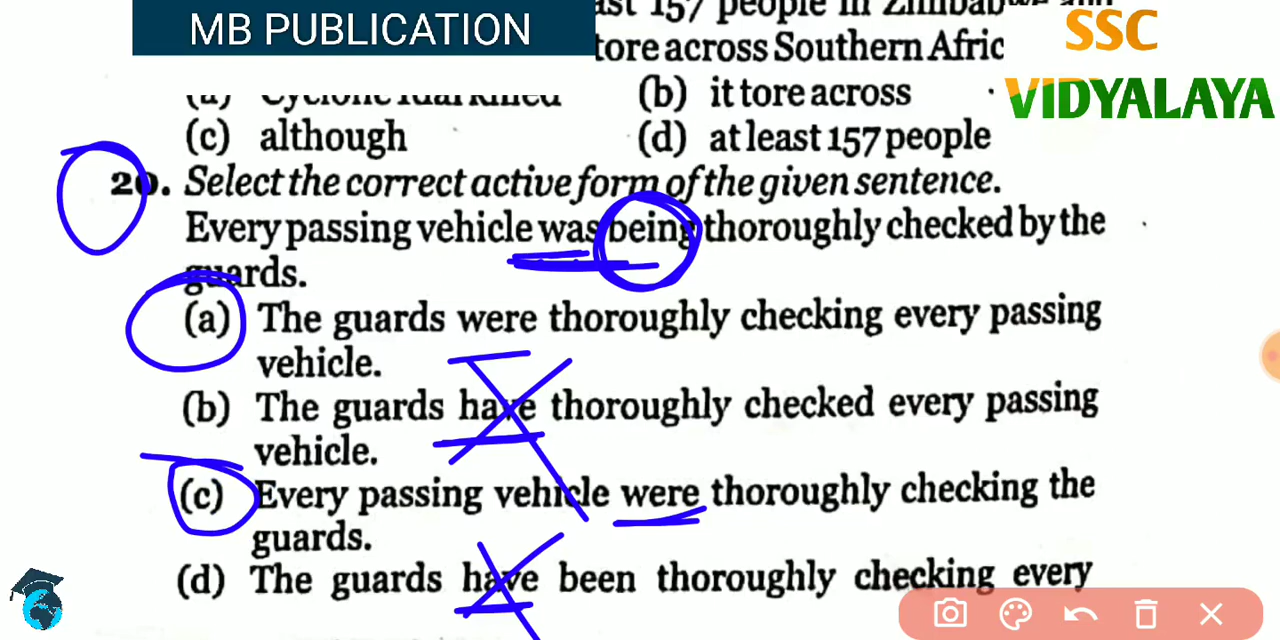 MB PUBLICATION
157 people in
tore across Southern Afric
SSC
VIDYALAYA
(b) it tore across
(c) although
(d) at least 157 people
20. Select the correct active form of the given sentence.
Every passing vehicle was being thoroughly checked by the
guards.
(a) The guards were thoroughly checking every passing
vehicle.
(b) The guards have thoroughly checked every passing
vehicle.
(c) Every passing vehicle were thoroughly checking the
guards.
(d) The guards have been thoroughly checking every